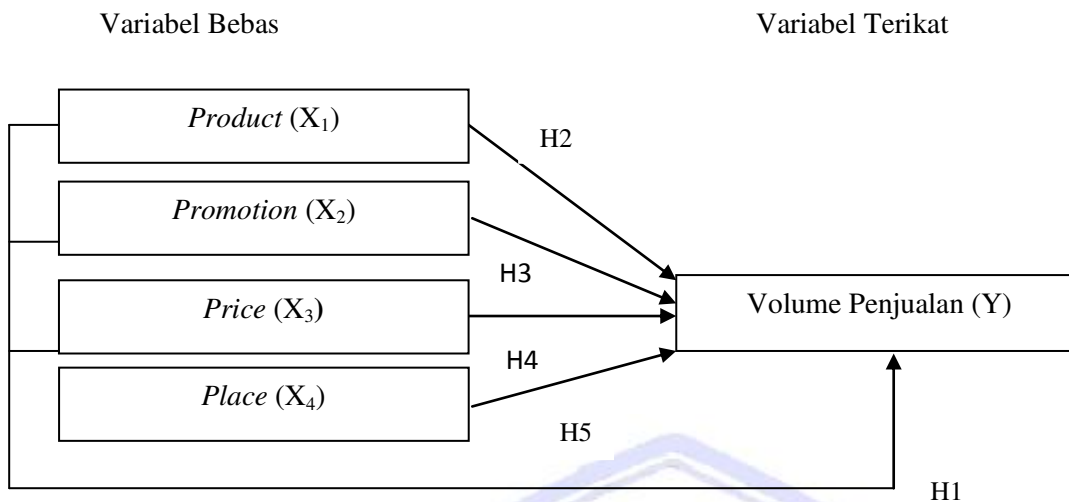 Variabel Bebas
Variabel Terikat
Product (X₁)
H2
Promotion (X₂)
H3
Price (X₃)
Volume Penjualan (Y)
H4
Place (X₄)
H5
H1